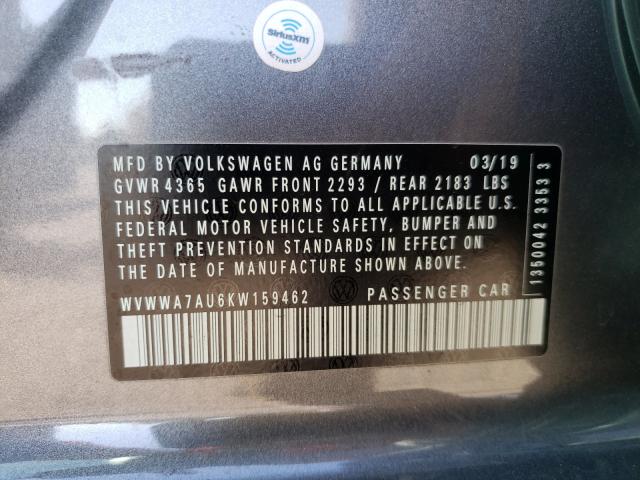 SiriusXM
ACTIVATED
MFD BY VOLKSWAGEN AG GERMANY 03/19
GVWR 4365 GAWR FRONT 2293 / REAR 2183 LBS
THIS VEHICLE CONFORMS TO ALL APPLICABLE U.S.
FEDERAL MOTOR VEHICLE SAFETY, BUMPER AND
THEFT PREVENTION STANDARDS IN EFFECT ON
THE DATE OF MANUFACTURE SHOWN ABOVE.
WVWWA7AU6KW159462 PASSENGER CAR
1350042 3353 3